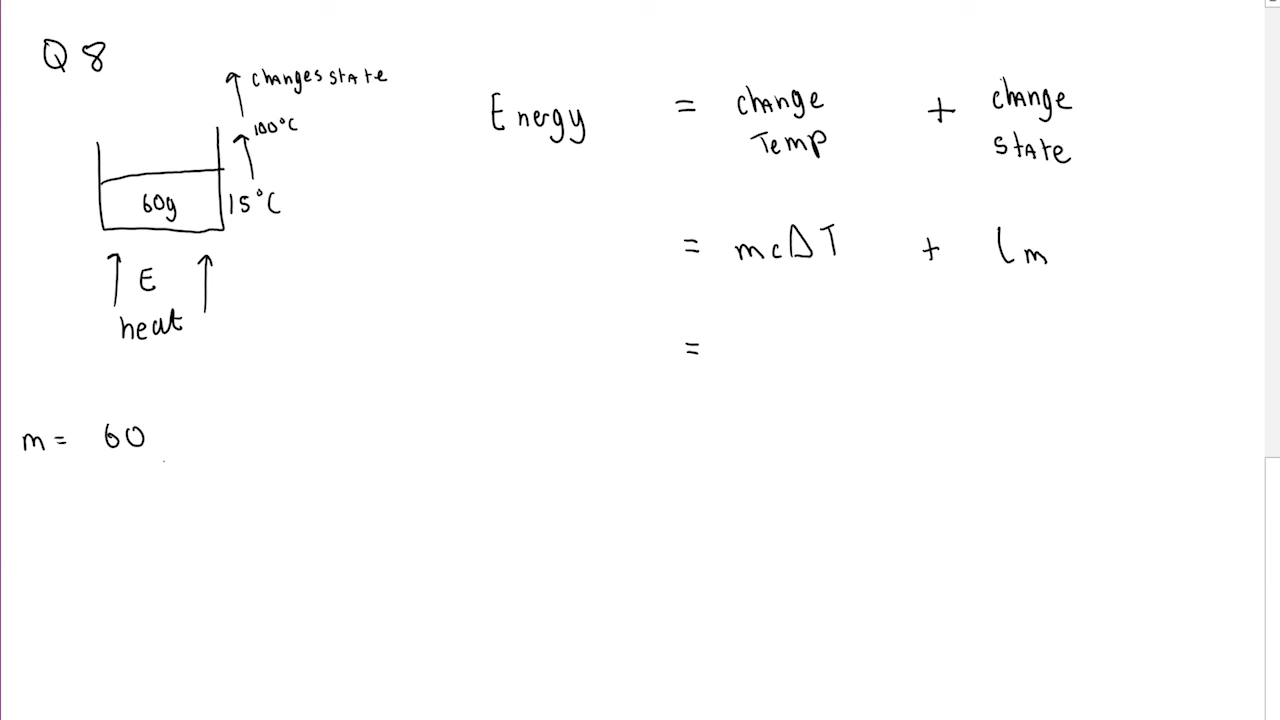 Q 8
changes state
100°C
60g
15°C
E
heat
Energy = change Temp + change state
= mcΔT + lm
=
m = 60